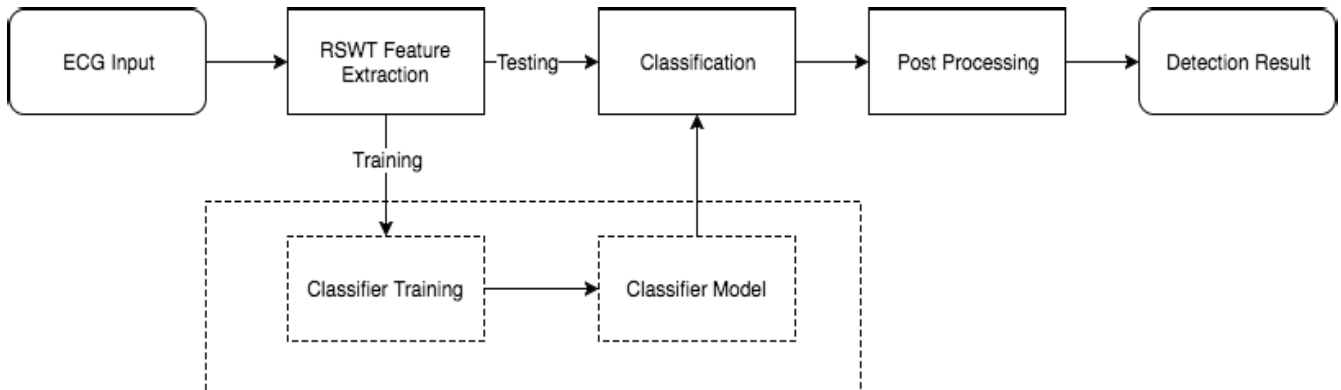 ECG Input
RSWT Feature
Extraction
Testing
Classification
Post Processing
Detection Result
Training
Classifier Training
Classifier Model